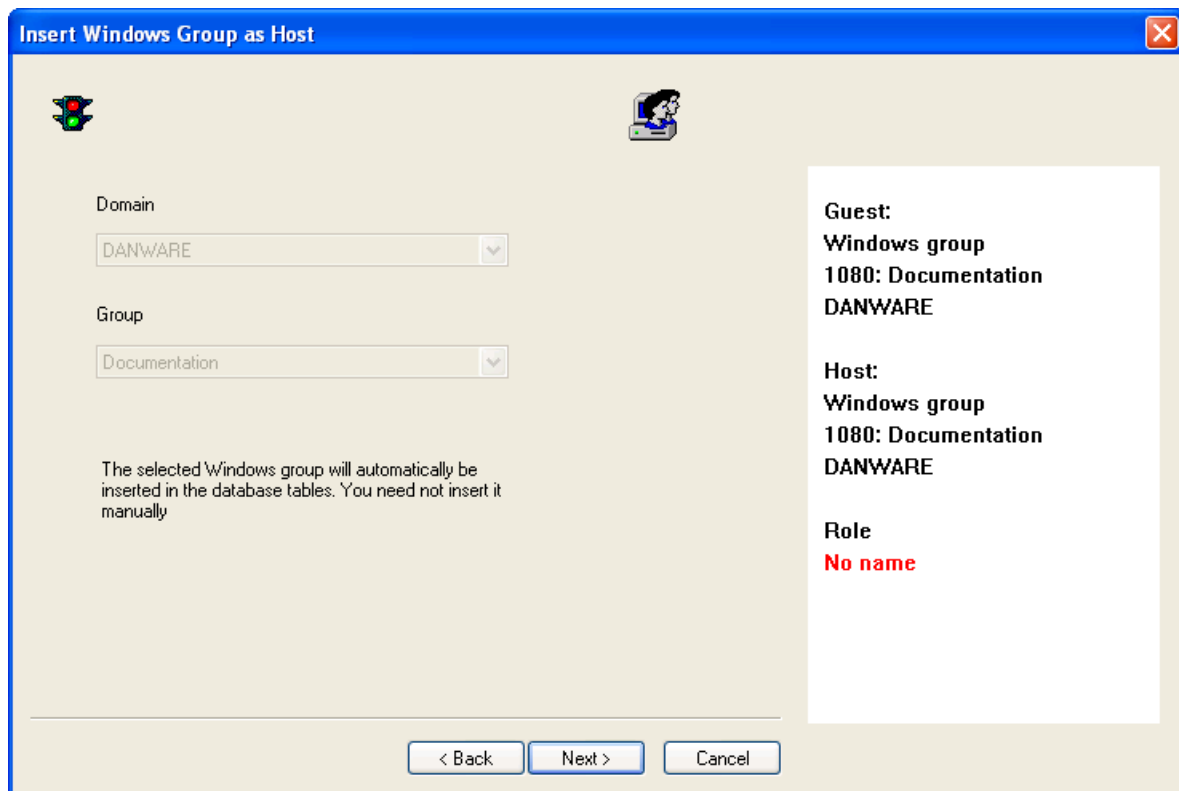 Insert Windows Group as Host
Domain
DANWARE
Group
Documentation
The selected Windows group will automatically be
inserted in the database tables. You need not insert it
manually
Guest:
Windows group
1080: Documentation
DANWARE
Host:
Windows group
1080: Documentation
DANWARE
Role
No name
< Back
Next >
Cancel